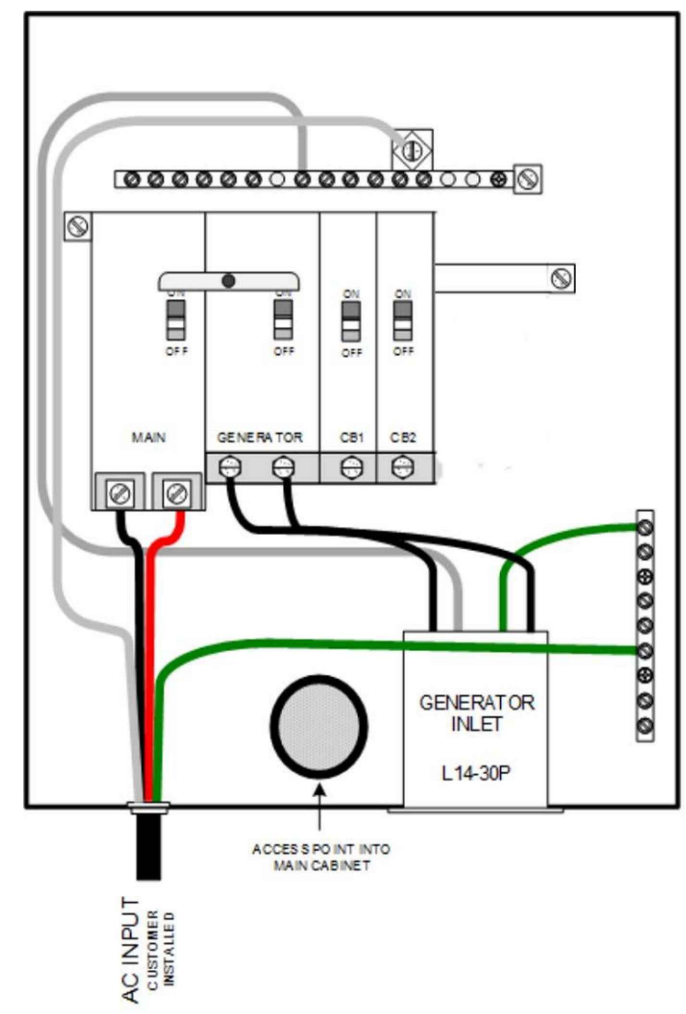 ON
ON
ON
ON
OFF
OFF
OFF
OFF
MAIN
GENERATOR
CB1
CB2
GENERATOR
INLET
L14-30P
ACCESS POINT INTO
MAIN CABINET
AC INPUT
CUSTOMER
INSTALLED